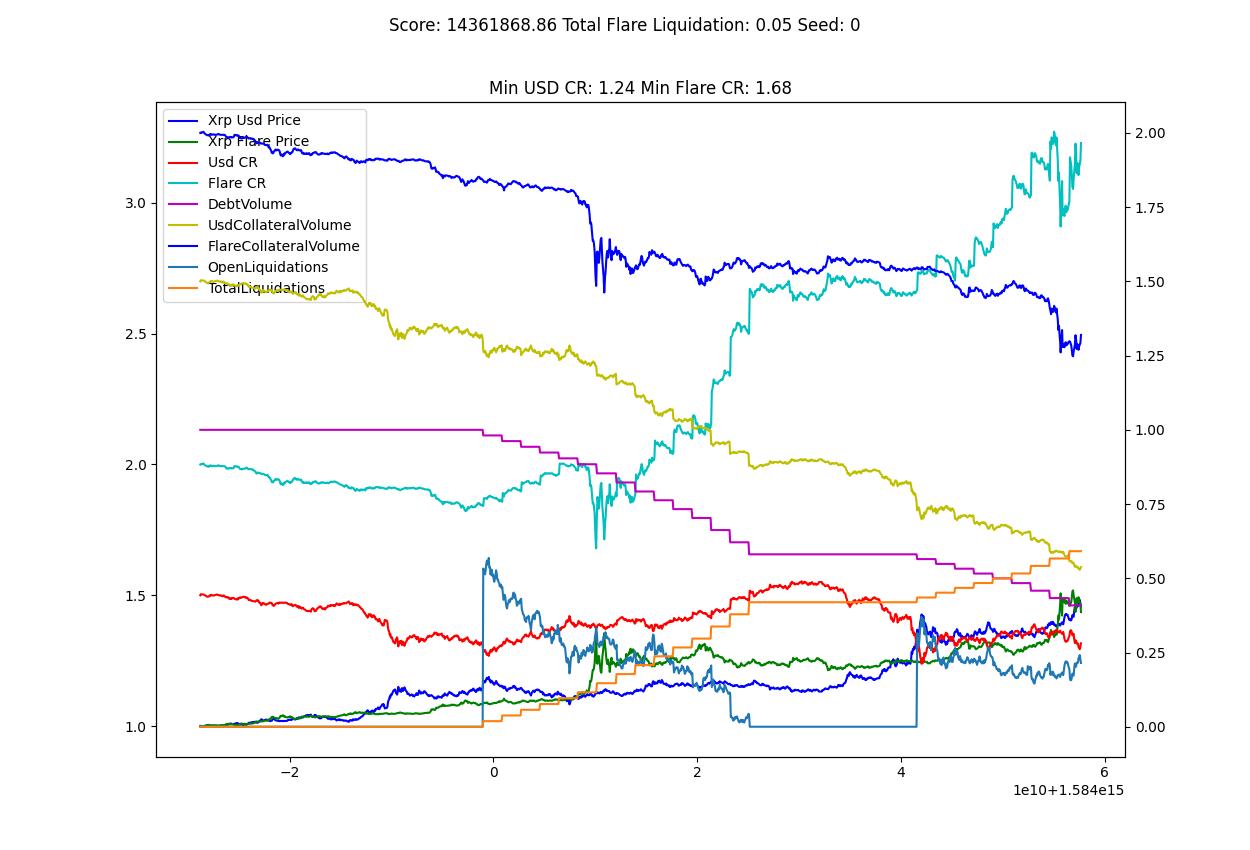 Score: 14361868.86 Total Flare Liquidation: 0.05 Seed: 0
Min USD CR: 1.24 Min Flare CR: 1.68
Xrp Usd Price
Xrp Flare Price
Usd CR
Flare CR
DebtVolume
UsdCollateralVolume
FlareCollateralVolume
OpenLiquidations
TotalLiquidations
3.0
2.5
2.0
1.5
1.0
2.00
1.75
1.50
1.25
1.00
0.75
0.50
0.25
0.00
−2 0 2 4 6
1e10+1.584e15